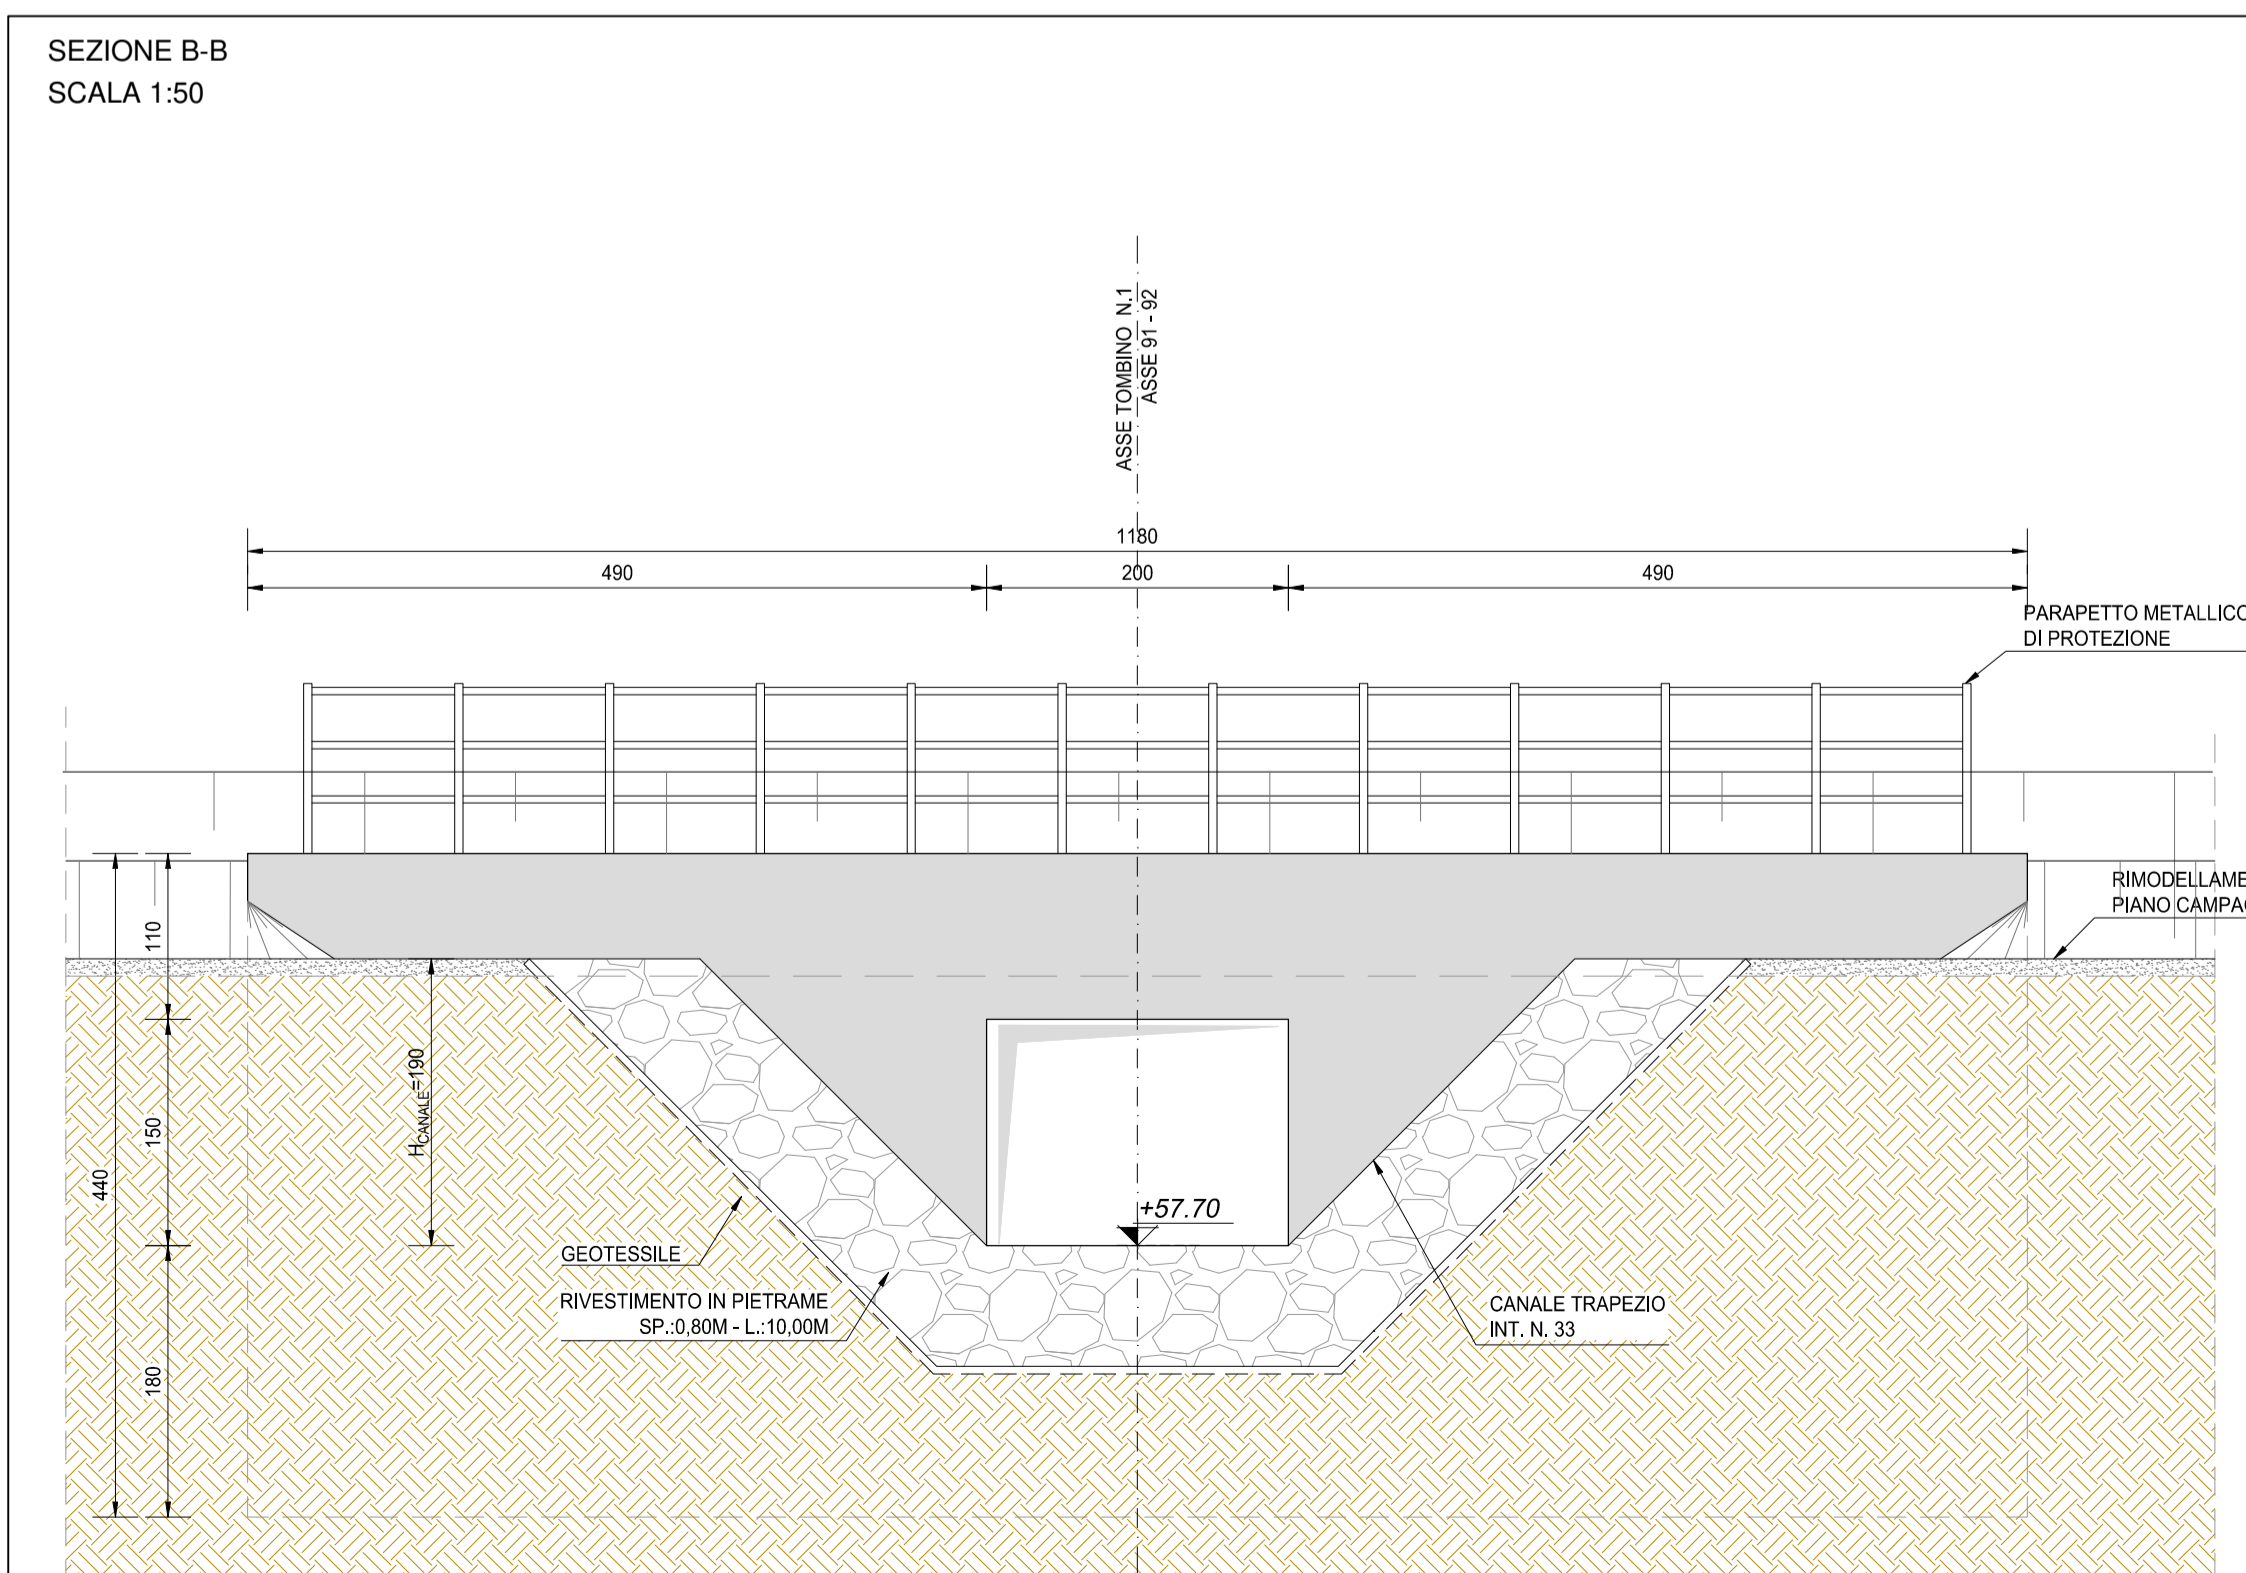 SEZIONE B-B
SCALA 1:50
ASSE TOMBINO N.1
ASSE 91 - 92
1180
490
200
490
PARAPETTO METALLICO
DI PROTEZIONE
RIMODELLAME
PIANO CAMPAG
110
150
440
180
HCANALE=190
+57.70
GEOTESSILE
RIVESTIMENTO IN PIETRAME
SP.:0,80M - L.:10,00M
CANALE TRAPEZIO
INT. N. 33